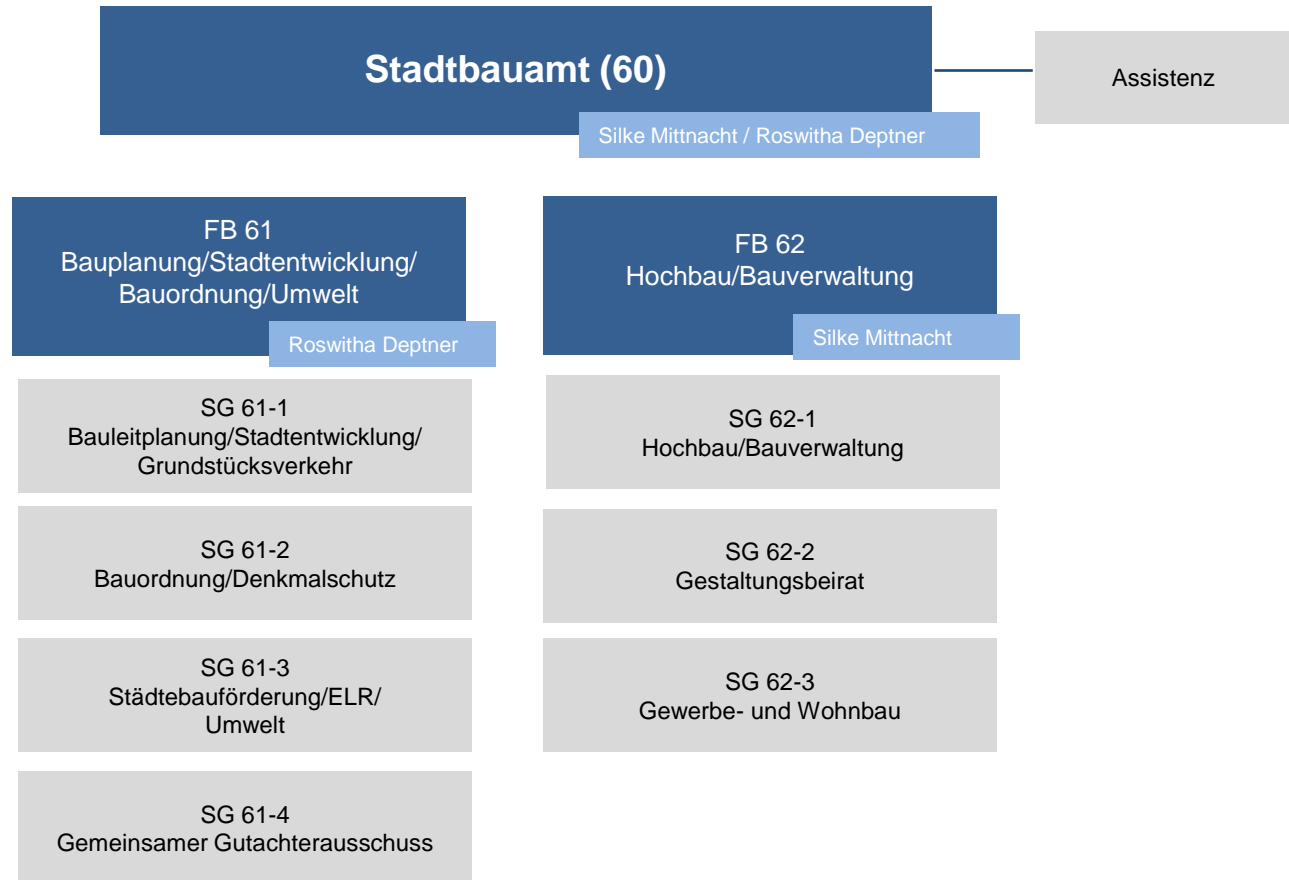 Stadtbauamt (60)
Assistenz
Silke Mittnacht / Roswitha Deptner
FB 61
Bauplanung/Stadtentwicklung/
Bauordnung/Umwelt
Roswitha Deptner
SG 61-1
Bauleitplanung/Stadtentwicklung/
Grundstücksverkehr
SG 61-2
Bauordnung/Denkmalschutz
SG 61-3
Städtebauförderung/ELR/
Umwelt
SG 61-4
Gemeinsamer Gutachterausschuss
FB 62
Hochbau/Bauverwaltung
Silke Mittnacht
SG 62-1
Hochbau/Bauverwaltung
SG 62-2
Gestaltungsbeirat
SG 62-3
Gewerbe- und Wohnbau